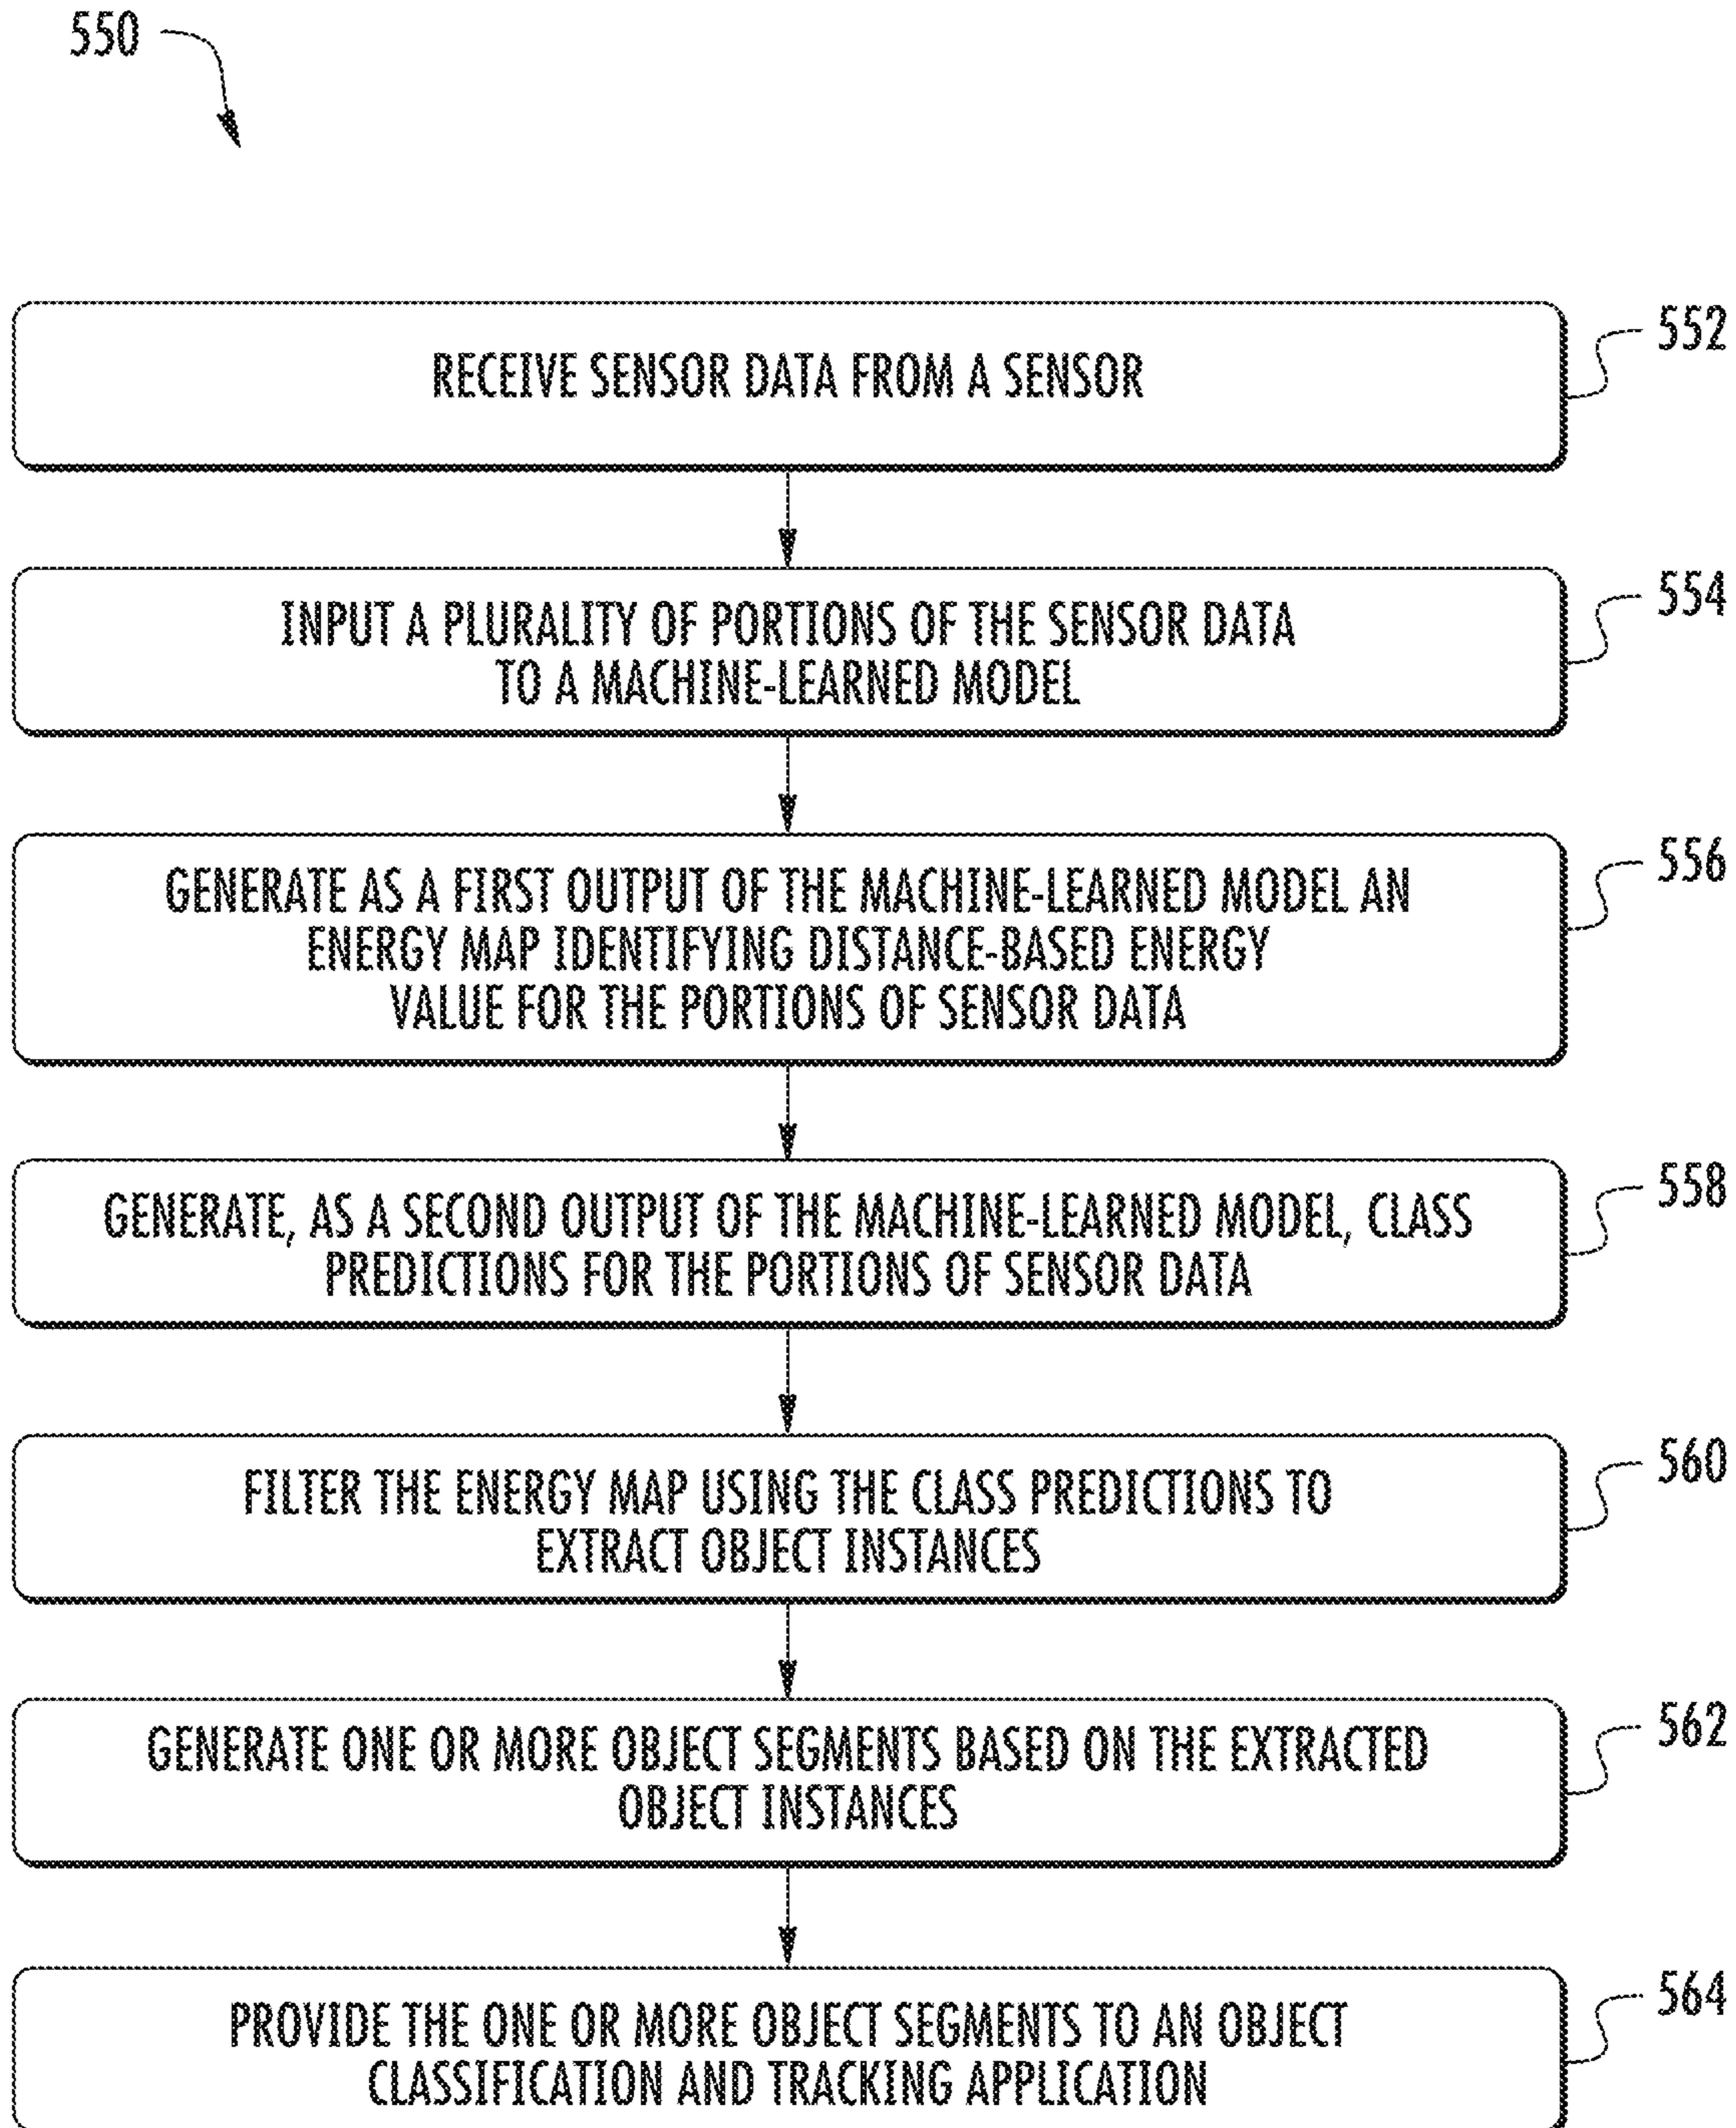 550
RECEIVE SENSOR DATA FROM A SENSOR
552
INPUT A PLURALITY OF PORTIONS OF THE SENSOR DATA
TO A MACHINE-LEARNED MODEL
554
GENERATE AS A FIRST OUTPUT OF THE MACHINE-LEARNED MODEL AN
ENERGY MAP IDENTIFYING DISTANCE-BASED ENERGY
VALUE FOR THE PORTIONS OF SENSOR DATA
556
GENERATE, AS A SECOND OUTPUT OF THE MACHINE-LEARNED MODEL, CLASS
PREDICTIONS FOR THE PORTIONS OF SENSOR DATA
558
FILTER THE ENERGY MAP USING THE CLASS PREDICTIONS TO
EXTRACT OBJECT INSTANCES
560
GENERATE ONE OR MORE OBJECT SEGMENTS BASED ON THE EXTRACTED
OBJECT INSTANCES
562
PROVIDE THE ONE OR MORE OBJECT SEGMENTS TO AN OBJECT
CLASSIFICATION AND TRACKING APPLICATION
564